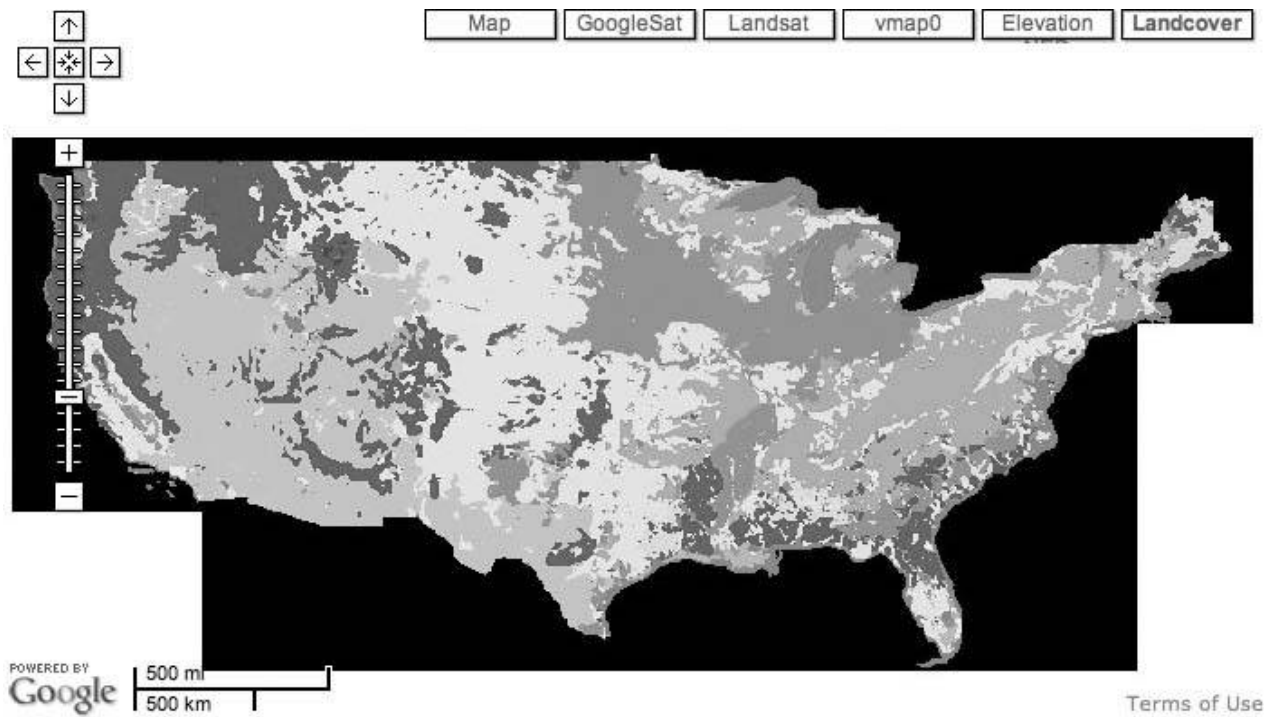 Map GoogleSat Landsat vmap0 Elevation Landcover
+
−
POWERED BY
Google
500 mi
500 km
Terms of Use